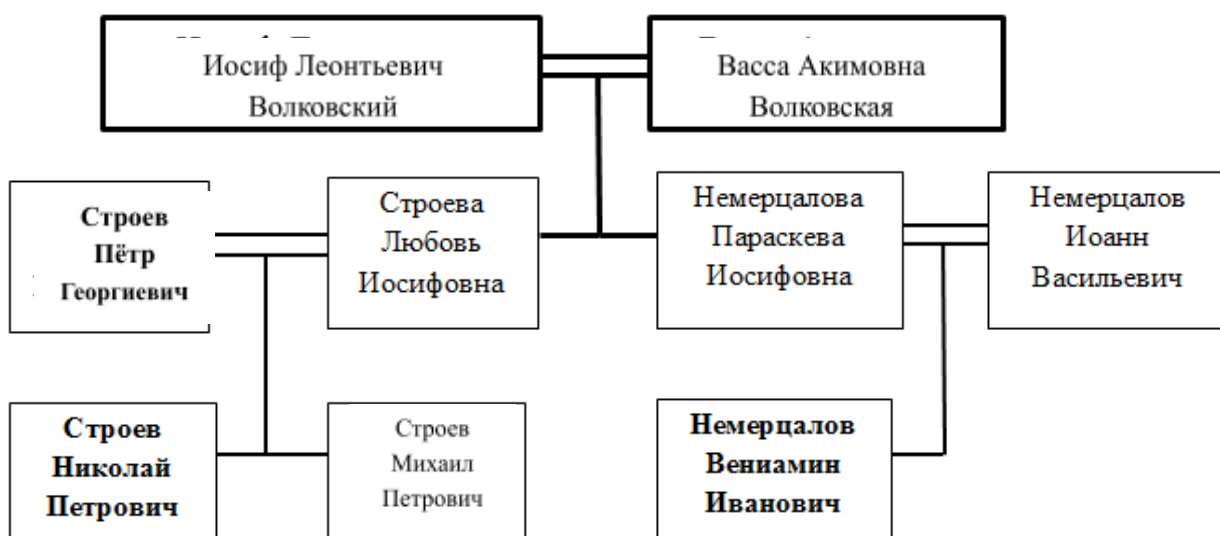 Иосиф Леонтьевич
Волковский
Васса Акимовна
Волковская
Строев
Пётр
Георгиевич
Строева
Любовь
Иосифовна
Немерцалова
Параскева
Иосифовна
Немерцалов
Иоанн
Васильевич
Строев
Николай
Петрович
Строев
Михаил
Петрович
Немерцалов
Вениамин
Иванович